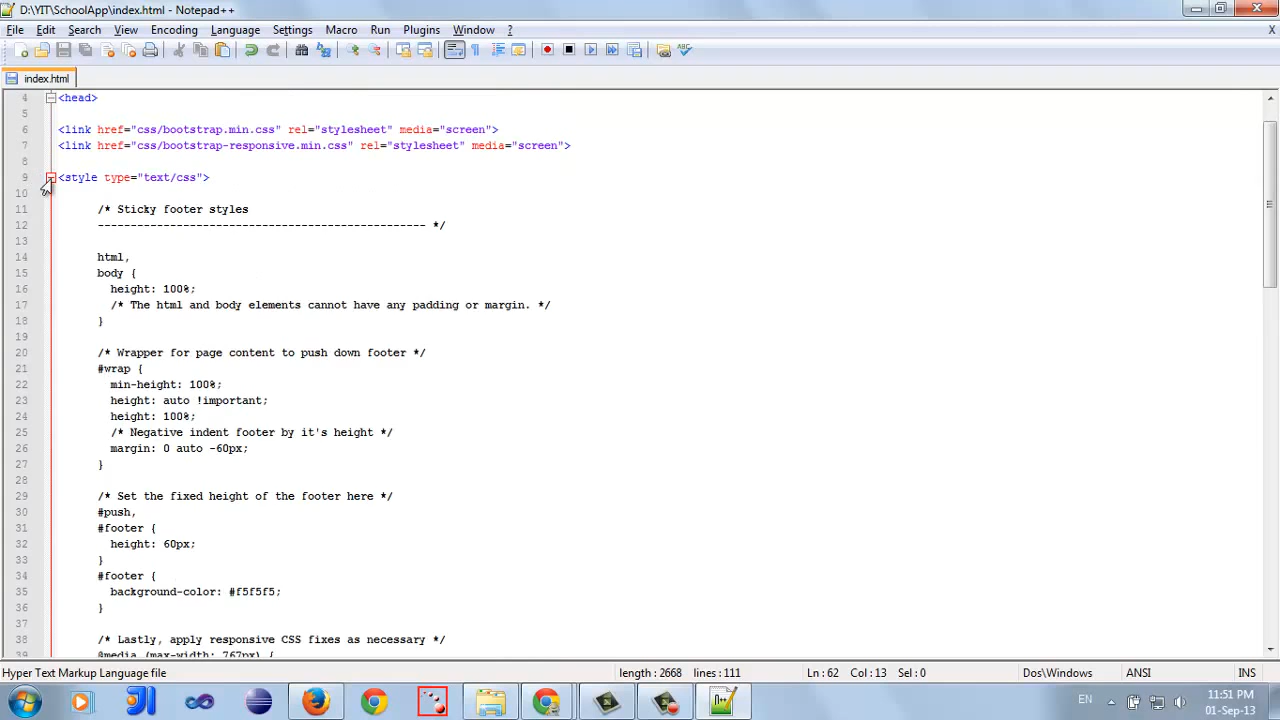 D:\YIT\SchoolApp\index.html - Notepad++
File Edit Search View Encoding Language Settings Macro Run Plugins Window ? X
index.html
4 <head>
5
6 <link href="css/bootstrap.min.css" rel="stylesheet" media="screen">
7 <link href="css/bootstrap-responsive.min.css" rel="stylesheet" media="screen">
8
9 <style type="text/css">
10
11 /* Sticky footer styles
12 -------------------------------------------------- */
13
14 html,
15 body {
16 height: 100%;
17 /* The html and body elements cannot have any padding or margin. */
18 }
19
20 /* Wrapper for page content to push down footer */
21 #wrap {
22 min-height: 100%;
23 height: auto !important;
24 height: 100%;
25 /* Negative indent footer by it's height */
26 margin: 0 auto -60px;
27 }
28
29 /* Set the fixed height of the footer here */
30 #push,
31 #footer {
32 height: 60px;
33 }
34 #footer {
35 background-color: #f5f5f5;
36 }
37
38 /* Lastly, apply responsive CSS fixes as necessary */
39 @media (max-width: 767px) {
Hyper Text Markup Language file length : 2668 lines : 111 Ln : 62 Col : 13 Sel : 0 Dos\Windows ANSI INS
EN 11:51 PM
01-Sep-13